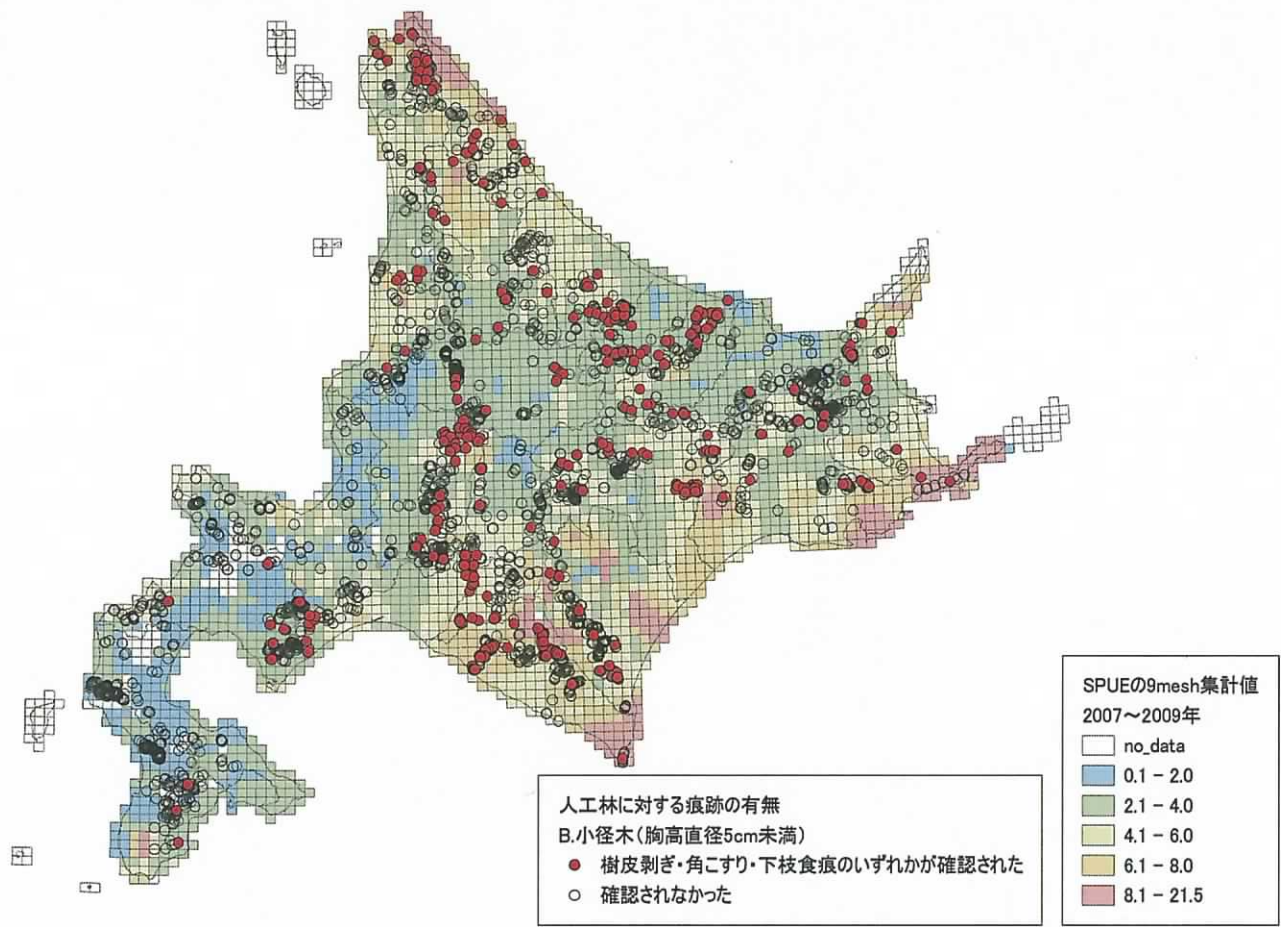 人工林に対する痕跡の有無
B.小径木(胸高直径5cm未満)
樹皮剥ぎ・角こすり・下枝食痕のいずれかが確認された
確認されなかった
SPUEの9mesh集計値
2007～2009年
no_data
0.1 - 2.0
2.1 - 4.0
4.1 - 6.0
6.1 - 8.0
8.1 - 21.5